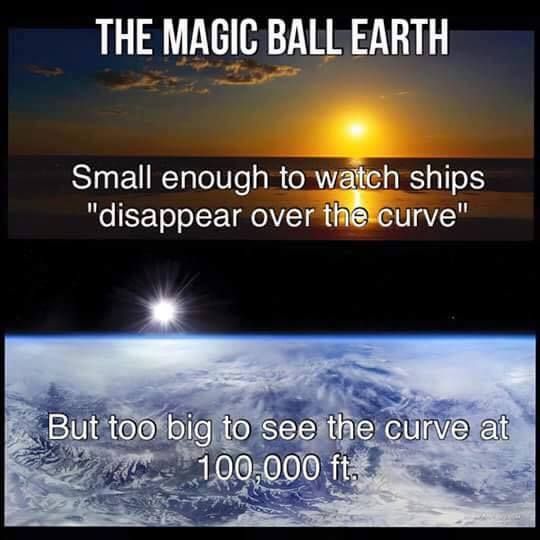 THE MAGIC BALL EARTH
Small enough to watch ships
"disappear over the curve"
But too big to see the curve at
100,000 ft.